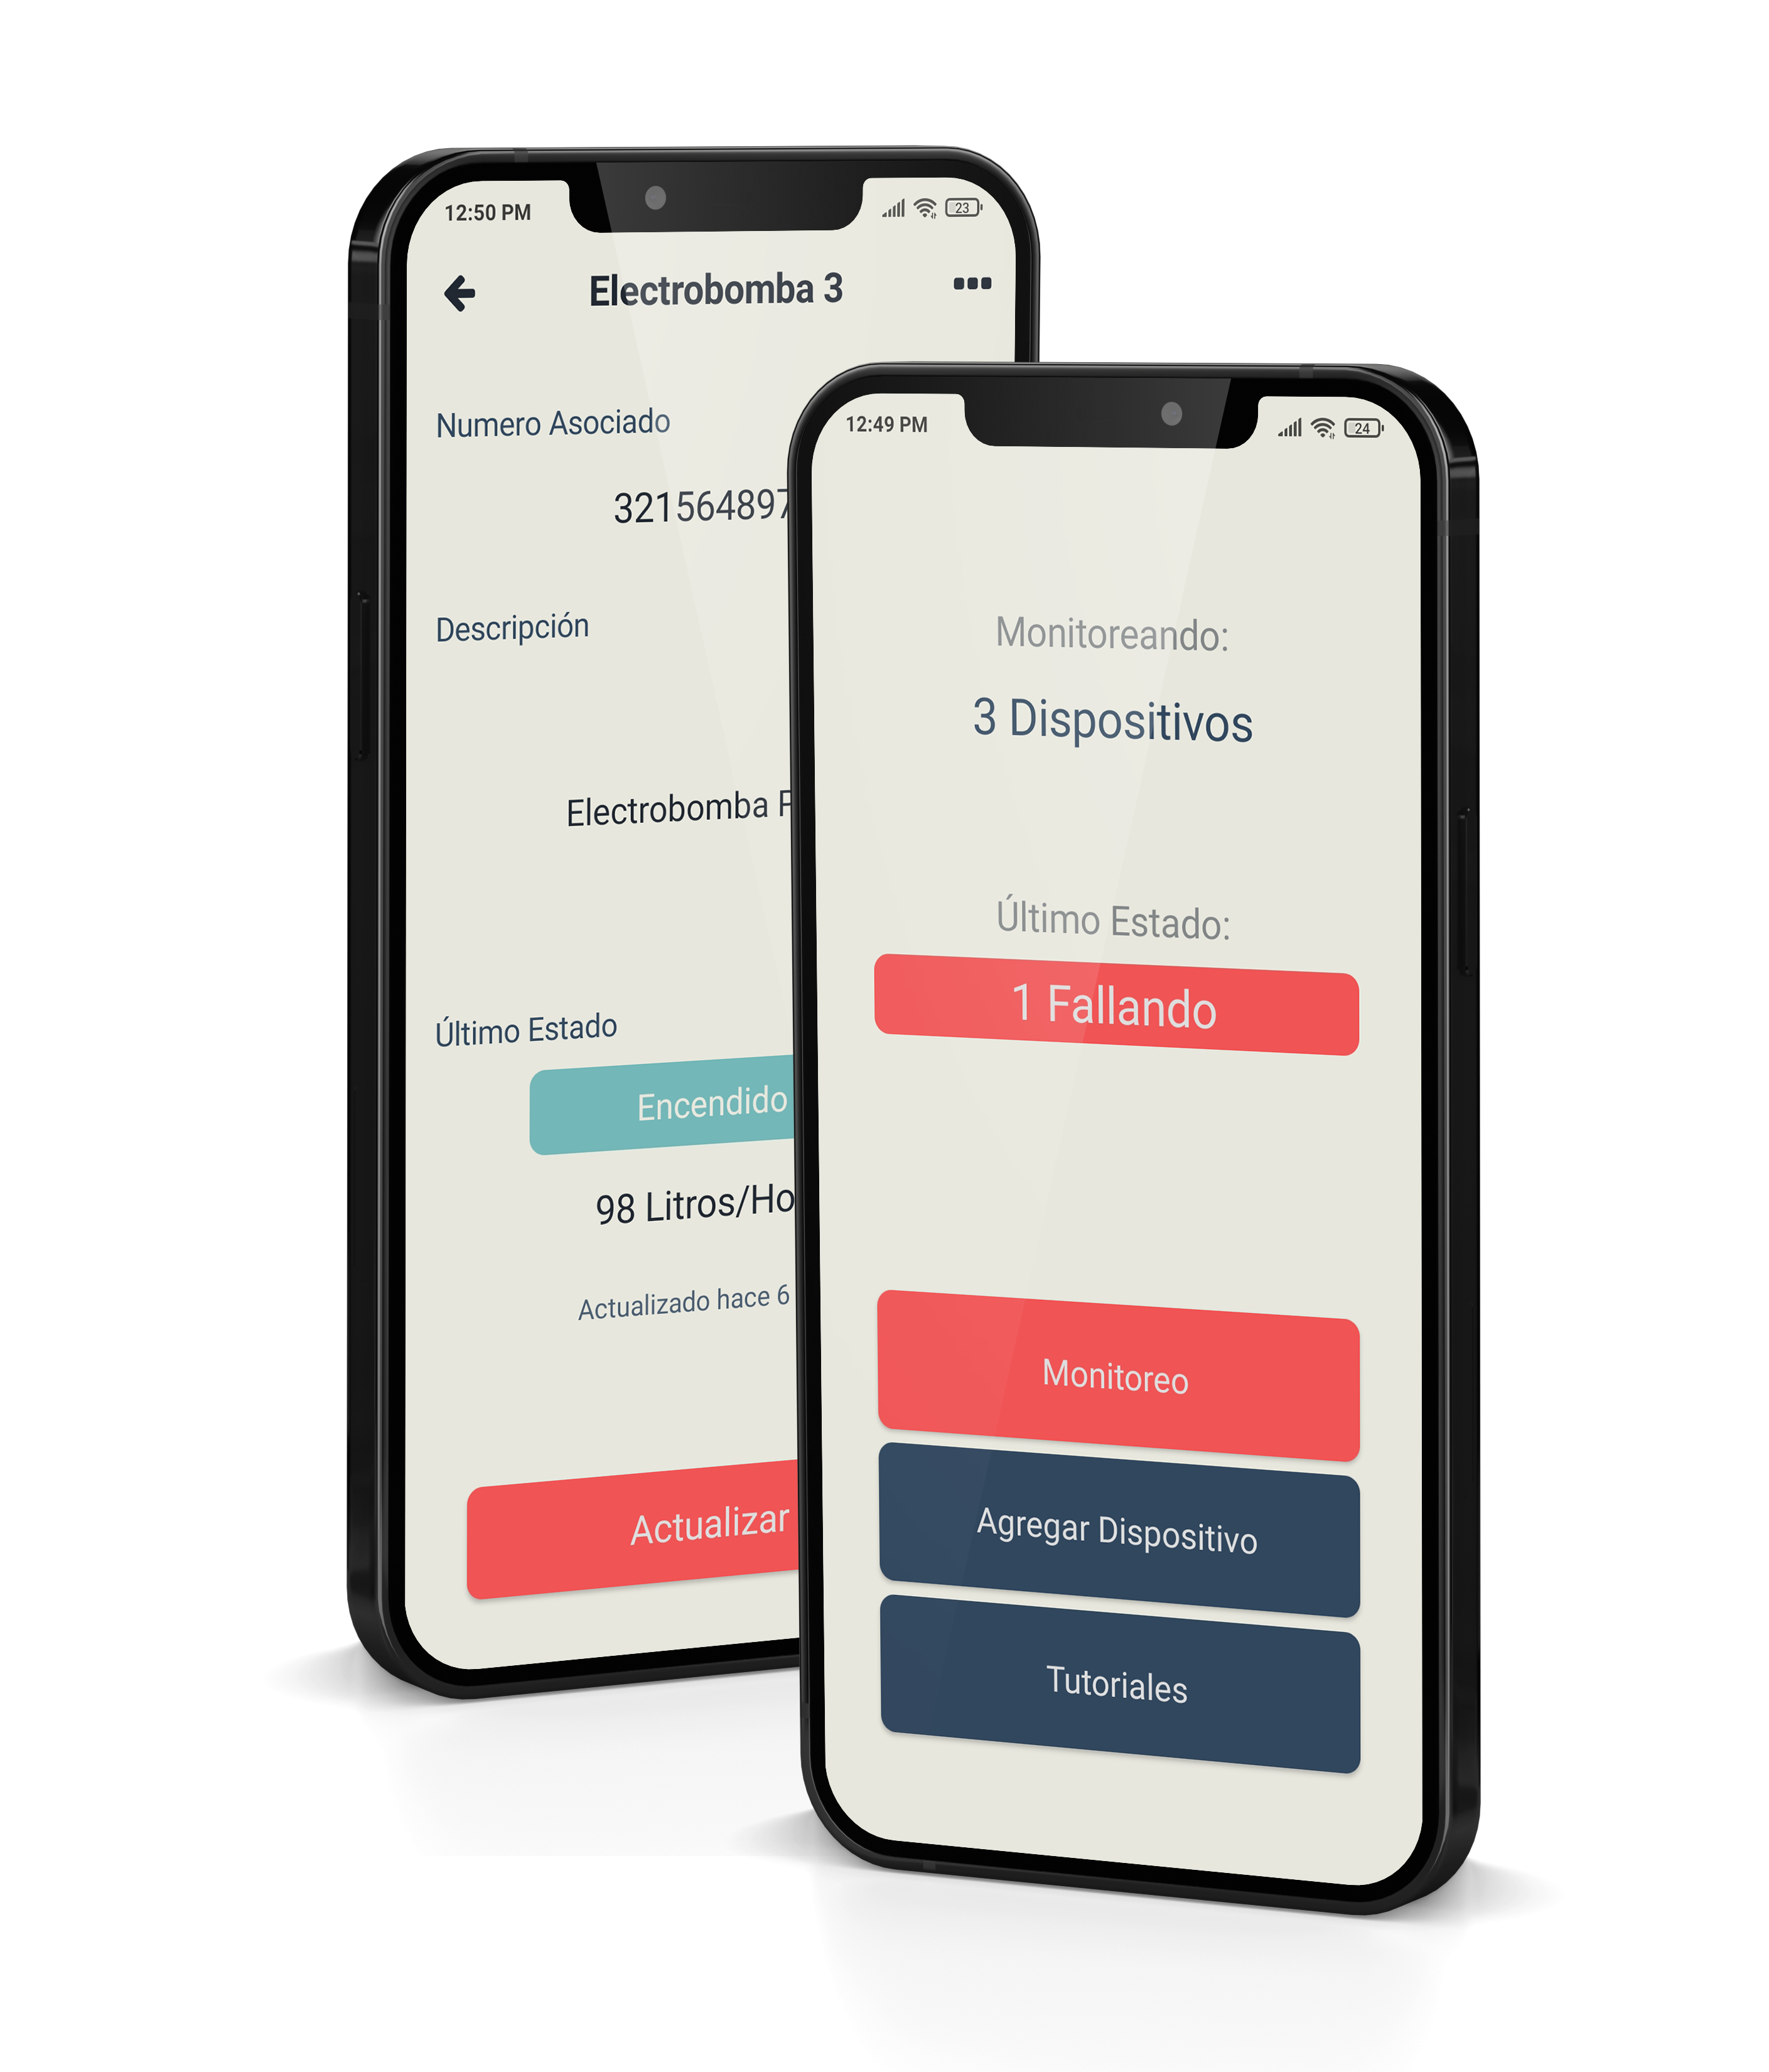 12:50 PM
23
Electrobomba 3
Numero Asociado
321564897
Descripción
Electrobomba
Último Estado
Encendido
98 Litros/Ho
Actualizado hace 6
Actualizar
12:49 PM
24
Monitoreando:
3 Dispositivos
Último Estado:
1 Fallando
Monitoreo
Agregar Dispositivo
Tutoriales